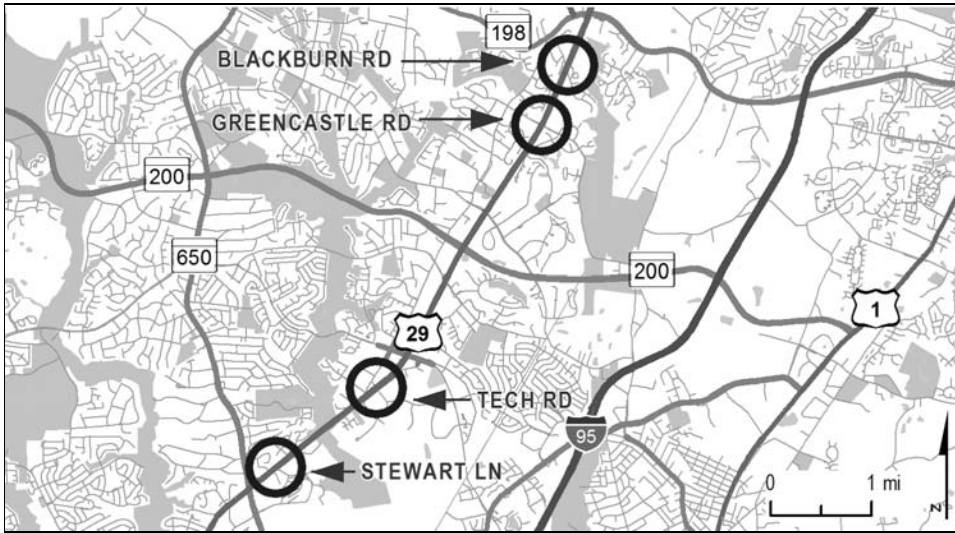 198
BLACKBURN RD
GREENCASTLE RD
200
650
200
1
29
TECH RD
95
STEWART LN
0 1 mi
N